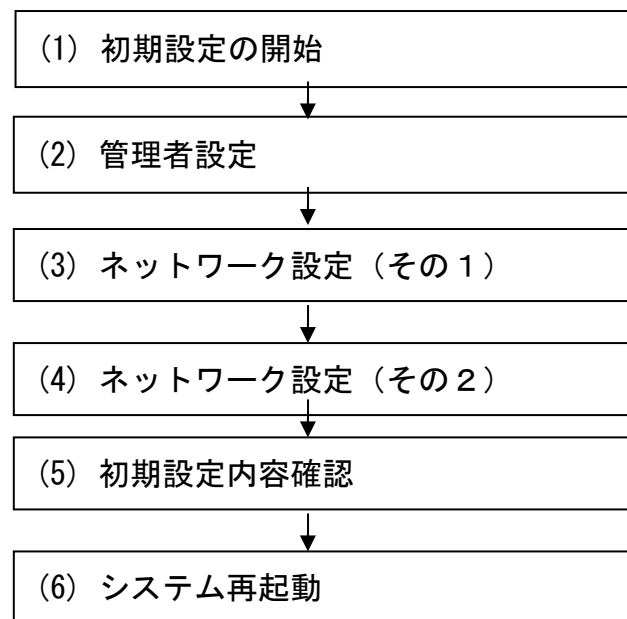 (1) 初期設定の開始
(2) 管理者設定
(3) ネットワーク設定（その１）
(4) ネットワーク設定（その２）
(5) 初期設定内容確認
(6) システム再起動